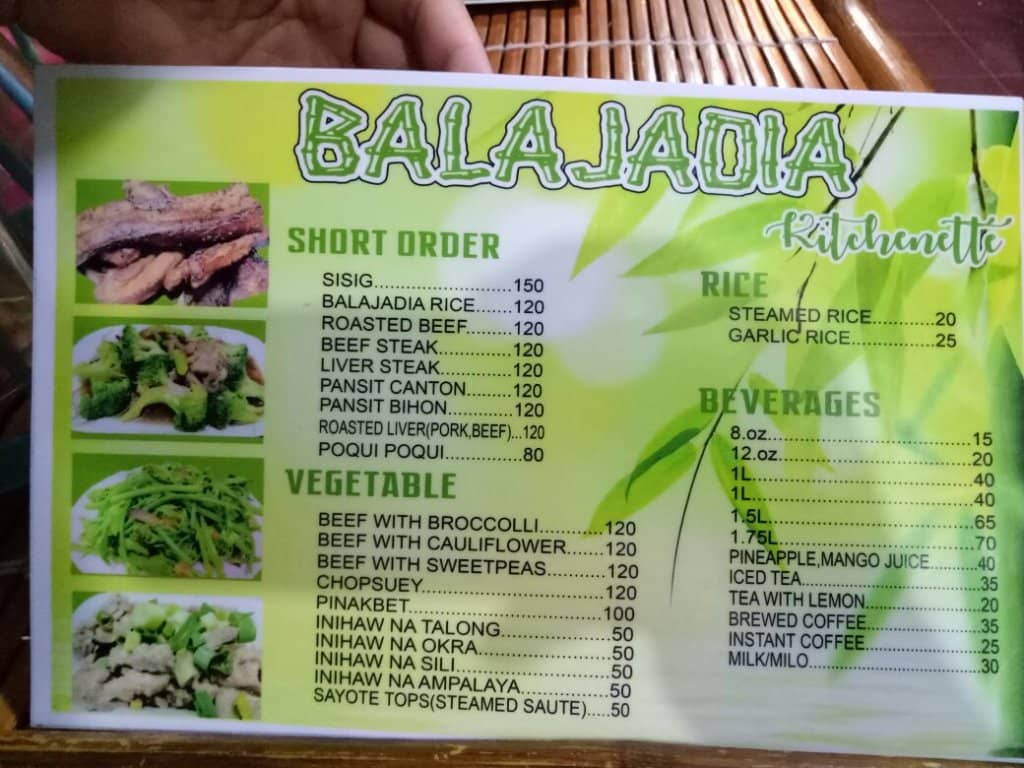 BALAJADIA
Kitchenette
SHORT ORDER
SISIG..........................150
BALAJADIA RICE.......120
ROASTED BEEF........120
BEEF STEAK..............120
LIVER STEAK..............120
PANSIT CANTON........120
PANSIT BIHON............120
ROASTED LIVER(PORK,BEEF)...120
POQUI POQUI.............80
VEGETABLE
BEEF WITH BROCCOLLI...........120
BEEF WITH CAULIFLOWER.......120
BEEF WITH SWEETPEAS..........120
CHOPSUEY...............................120
PINAKBET.................................100
INIHAW NA TALONG...................50
INIHAW NA OKRA.......................50
INIHAW NA SILI..........................50
INIHAW NA AMPALAYA...............50
SAYOTE TOPS(STEAMED SAUTE).....50
RICE
STEAMED RICE............20
GARLIC RICE................25
BEVERAGES
8.oz..................................15
12.oz................................20
1L.....................................40
1L.....................................40
1.5L..................................65
1.75L................................70
PINEAPPLE,MANGO JUICE..........40
ICED TEA.....................................35
TEA WITH LEMON.......................20
BREWED COFFEE.......................35
INSTANT COFFEE.......................25
MILK/MILO...................................30